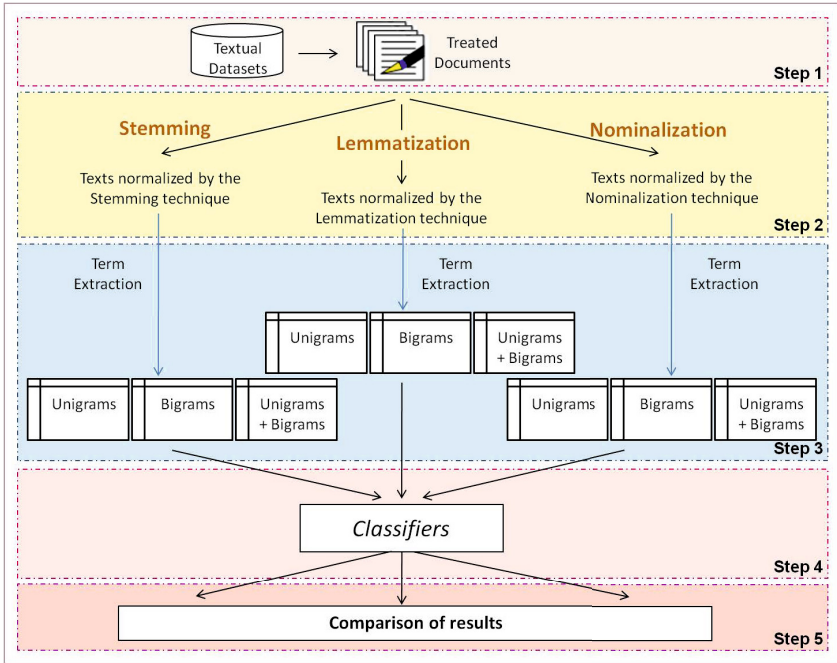 Textual
Datasets
Treated
Documents
Step 1
Stemming
Lemmatization
Nominalization
Texts normalized by the
Stemming technique
Texts normalized by the
Lemmatization technique
Texts normalized by the
Nominalization technique
Step 2
Term
Extraction
Term
Extraction
Term
Extraction
Unigrams
Bigrams
Unigrams
+ Bigrams
Unigrams
Bigrams
Unigrams
+ Bigrams
Unigrams
Bigrams
Unigrams
+ Bigrams
Step 3
Classifiers
Step 4
Comparison of results
Step 5